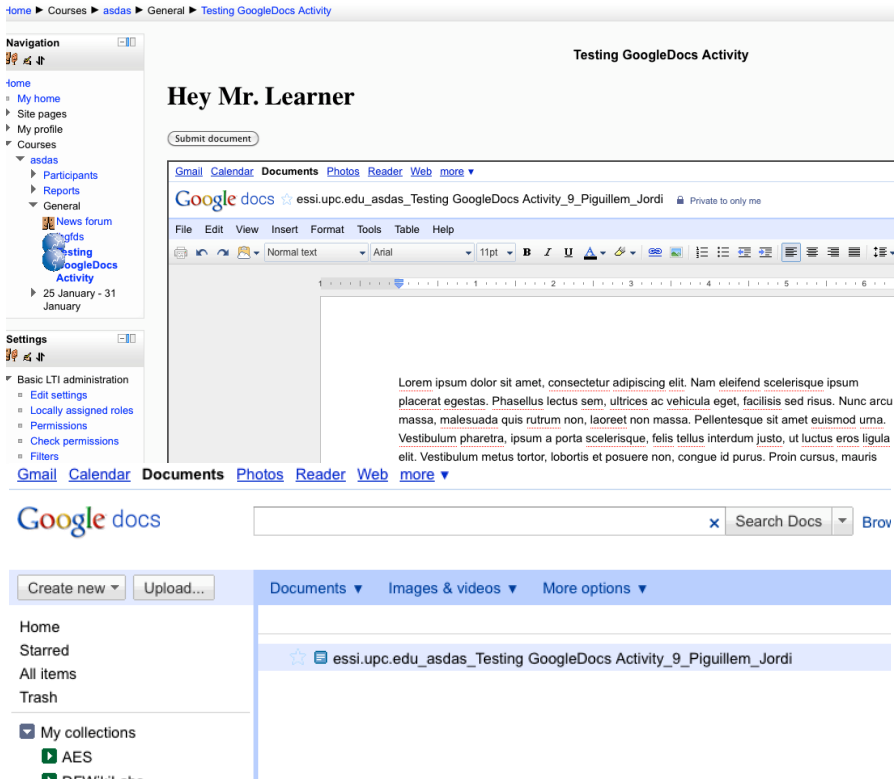 Home ► Courses ► asdas ► General ► Testing GoogleDocs Activity
Navigation
Home
My home
Site pages
My profile
Courses
asdas
Participants
Reports
General
News forum
Testing
GoogleDocs
Activity
25 January - 31
January
Settings
Basic LTI administration
Edit settings
Locally assigned roles
Permissions
Check permissions
Filters
Testing GoogleDocs Activity
Hey Mr. Learner
Submit document
Gmail Calendar Documents Photos Reader Web more ▼
Google docs essi.upc.edu_asdas_Testing GoogleDocs Activity_9_Piguillem_Jordi Private to only me
File Edit View Insert Format Tools Table Help
Normal text Arial 11pt B I U A
1 1 2 3 4 5 6
Lorem ipsum dolor sit amet, consectetur adipiscing elit. Nam eleifend scelerisque ipsum
placerat egestas. Phasellus lectus sem, ultrices ac vehicula eget, facilisis sed risus. Nunc arcu
massa, malesuada quis rutrum non, laoreet non massa. Pellentesque sit amet euismod urna.
Vestibulum pharetra, ipsum a porta scelerisque, felis tellus interdum justo, ut luctus eros ligula
elit. Vestibulum metus tortor, lobortis et posuere non, congue id purus. Proin cursus, mauris
Gmail Calendar Documents Photos Reader Web more ▼
Google docs
× Search Docs
Create new Upload...
Documents ▼ Images & videos ▼ More options ▼
Home
Starred
All items
Trash
essi.upc.edu_asdas_Testing GoogleDocs Activity_9_Piguillem_Jordi
My collections
AES